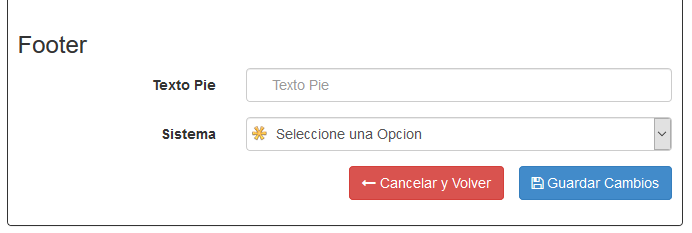 Footer
Texto Pie
Texto Pie
Sistema
Seleccione una Opcion
Cancelar y Volver
Guardar Cambios